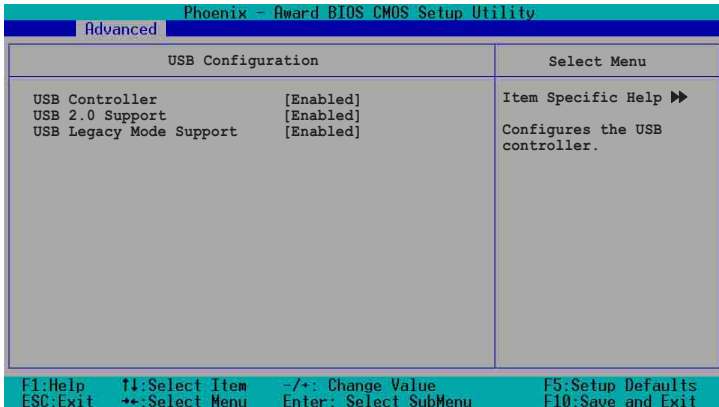 Phoenix - Award BIOS CMOS Setup Utility
Advanced
USB Configuration
Select Menu
USB Controller [Enabled]
USB 2.0 Support [Enabled]
USB Legacy Mode Support [Enabled]
Item Specific Help ▶▶
Configures the USB
controller.
F1:Help ↑↓:Select Item -/+: Change Value F5:Setup Defaults
ESC:Exit →←:Select Menu Enter: Select SubMenu F10:Save and Exit